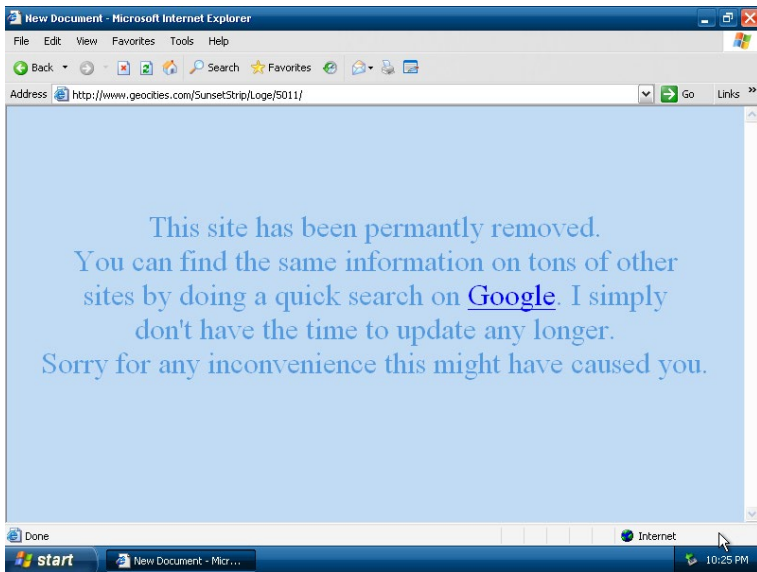 New Document - Microsoft Internet Explorer
File Edit View Favorites Tools Help
Back Search Favorites
Address http://www.geocities.com/SunsetStrip/Loge/5011/ Go Links »
This site has been permantly removed.
You can find the same information on tons of other
sites by doing a quick search on Google. I simply
don't have the time to update any longer.
Sorry for any inconvenience this might have caused you.
Done Internet
start New Document - Micr... 10:25 PM